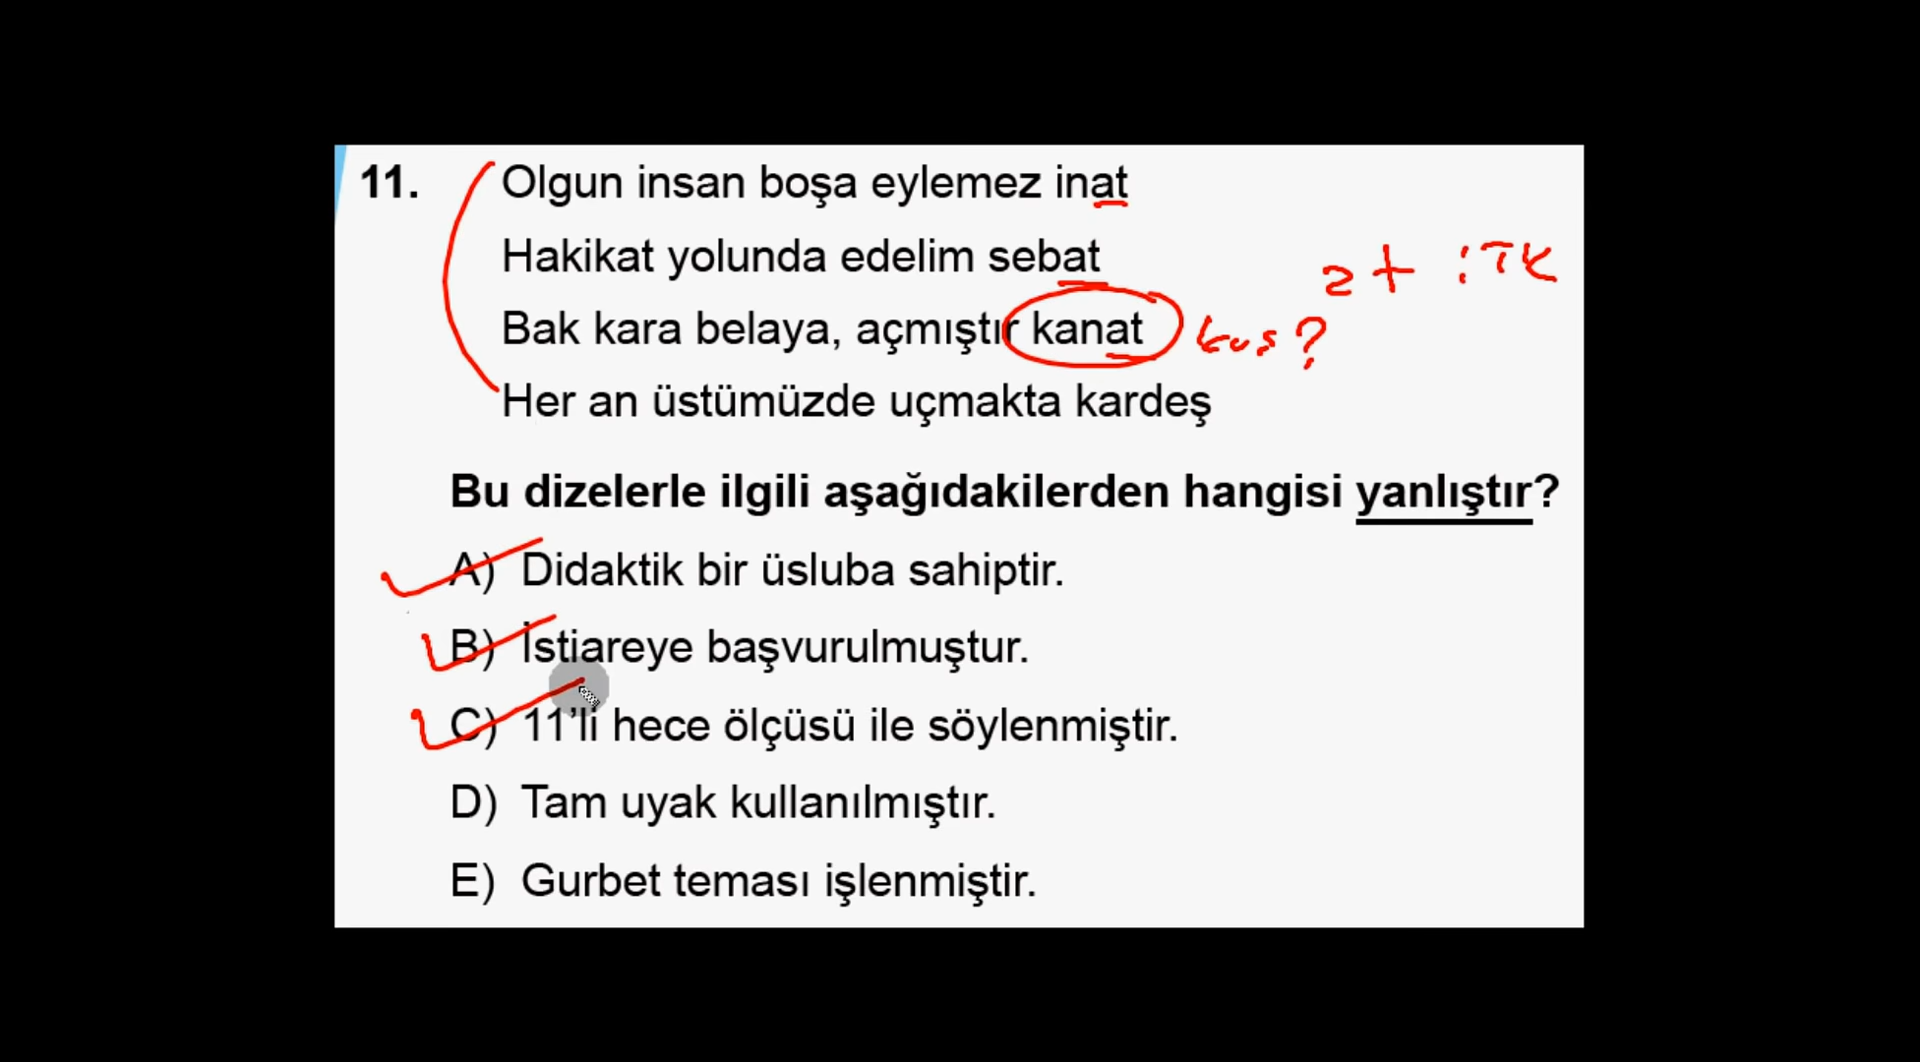 11. Olgun insan boşa eylemez inat
Hakikat yolunda edelim sebat
Bak kara belaya, açmıştır kanat kuş?
Her an üstümüzde uçmakta kardeş
Bu dizelerle ilgili aşağıdakilerden hangisi yanlıştır?
A) Didaktik bir üsluba sahiptir.
B) İstiareye başvurulmuştur.
C) 11'li hece ölçüsü ile söylenmiştir.
D) Tam uyak kullanılmıştır.
E) Gurbet teması işlenmiştir.